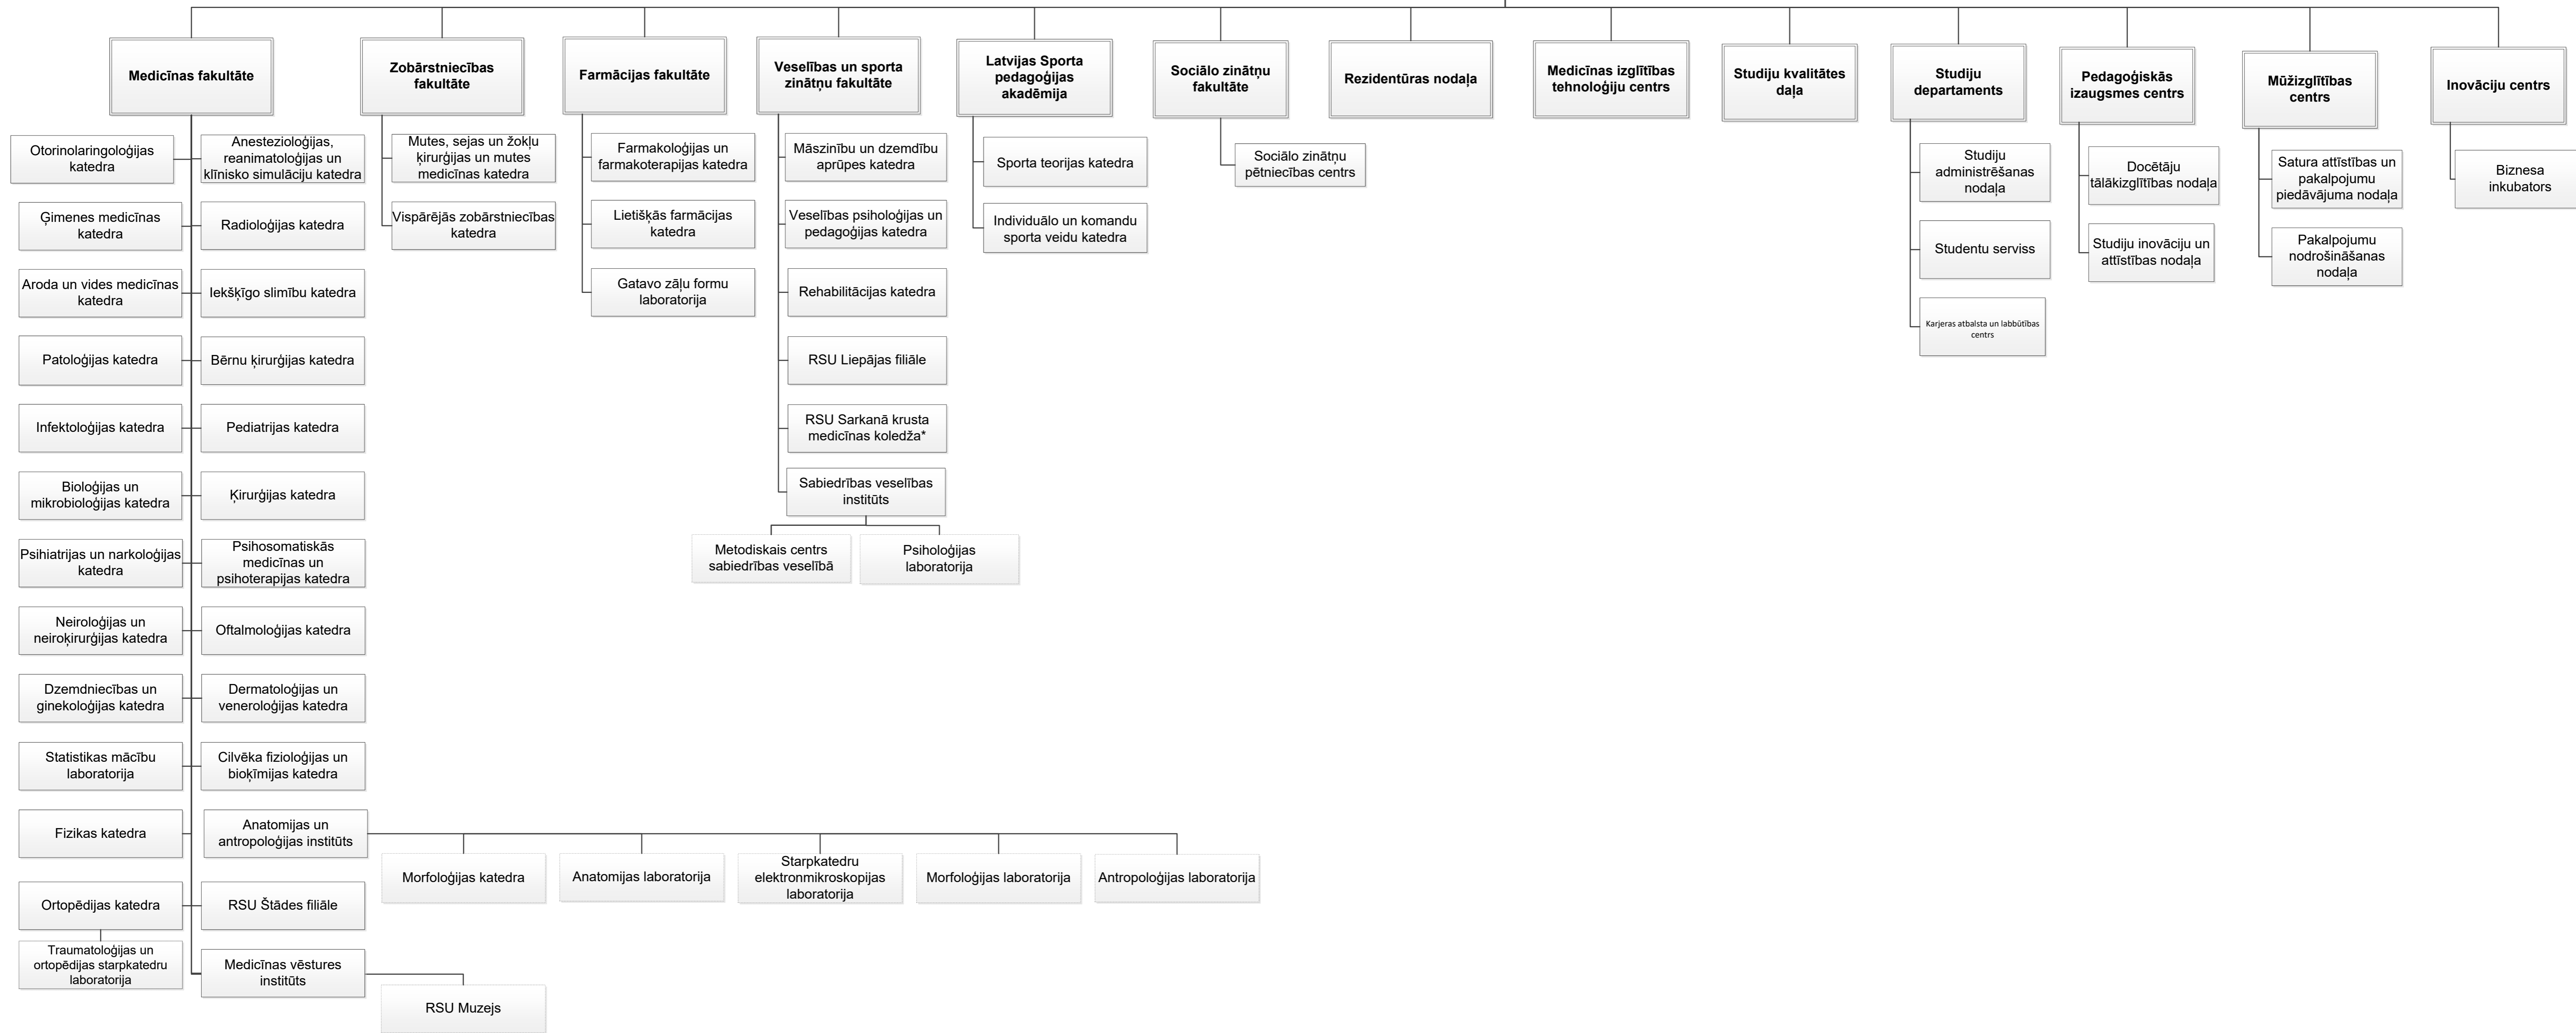 Medicīnas fakultāte
Zobārstniecības
fakultāte
Farmācijas fakultāte
Veselības un sporta
zinātņu fakultāte
Latvijas Sporta
pedagoģijas
akadēmija
Sociālo zinātņu
fakultāte
Rezidentūras nodaļa
Medicīnas izglītības
tehnoloģiju centrs
Studiju kvalitātes
daļa
Studiju
departaments
Pedagoģiskās
izaugsmes centrs
Mūžizglītības
centrs
Inovāciju centrs
Otorinolaringoloģijas
katedra
Anestezioloģijas,
reanimatoloģijas un
klīnisko simulāciju katedra
Ģimenes medicīnas
katedra
Radioloģijas katedra
Aroda un vides medicīnas
katedra
Iekšķīgo slimību katedra
Patoloģijas katedra
Bērnu ķirurģijas katedra
Infektoloģijas katedra
Pediatrijas katedra
Bioloģijas un
mikrobioloģijas katedra
Ķirurģijas katedra
Psihiatrijas un narkoloģijas
katedra
Psihosomatiskās
medicīnas un
psihoterapijas katedra
Neiroloģijas un
neiroķirurģijas katedra
Oftalmoloģijas katedra
Dzemdniecības un
ginekoloģijas katedra
Dermatoloģijas un
veneroloģijas katedra
Statistikas mācību
laboratorija
Cilvēka fizioloģijas un
bioķīmijas katedra
Fizikas katedra
Anatomijas un
antropoloģijas institūts
Morfoloģijas katedra
Anatomijas laboratorija
Starpkatedru
elektronmikroskopijas
laboratorija
Morfoloģijas laboratorija
Antropoloģijas laboratorija
Ortopēdijas katedra
RSU Štādes filiāle
Traumatoloģijas un
ortopēdijas starpkatedru
laboratorija
Medicīnas vēstures
institūts
RSU Muzejs
Mutes, sejas un žokļu
ķirurģijas un mutes
medicīnas katedra
Vispārējās zobārstniecības
katedra
Farmakoloģijas un
farmakoterapijas katedra
Lietišķās farmācijas
katedra
Gatavo zāļu formu
laboratorija
Māszinību un dzemdību
aprūpes katedra
Veselības psiholoģijas un
pedagoģijas katedra
Rehabilitācijas katedra
RSU Liepājas filiāle
RSU Sarkanā krusta
medicīnas koledža*
Sabiedrības veselības
institūts
Metodiskais centrs
sabiedrības veselībā
Psiholoģijas
laboratorija
Sporta teorijas katedra
Individuālo un komandu
sporta veidu katedra
Sociālo zinātņu
pētniecības centrs
Studiju
administrēšanas
nodaļa
Studentu serviss
Karjeras atbalsta un labbūtības
centrs
Docētāju
tālākizglītības nodaļa
Studiju inovāciju un
attīstības nodaļa
Satura attīstības un
pakalpojumu
piedāvājuma nodaļa
Pakalpojumu
nodrošināšanas
nodaļa
Biznesa
inkubators